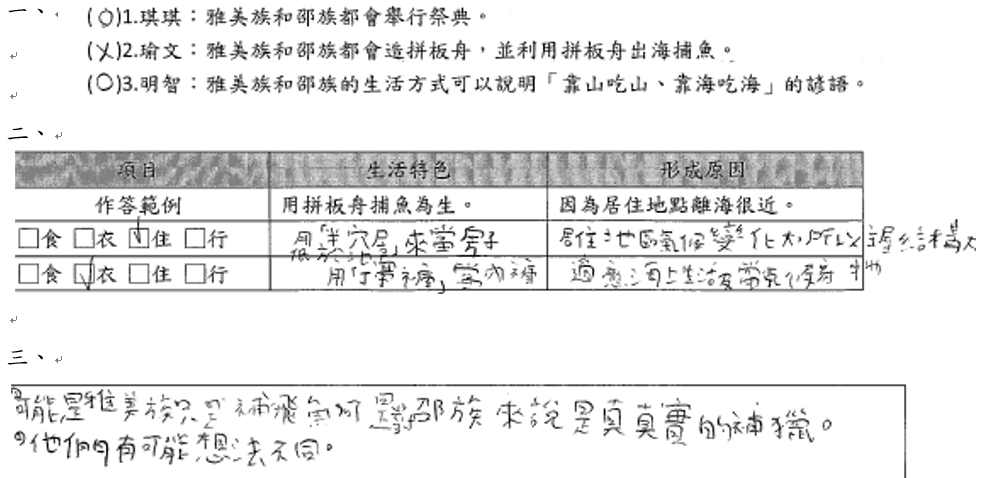 一、
(○)1.琪琪：雅美族和邵族都會舉行祭典。
(X)2.瑜文：雅美族和邵族都會造拼板舟，並利用拼板舟出海捕魚。
(○)3.明智：雅美族和邵族的生活方式可以說明「靠山吃山、靠海吃海」的諺語。
二、
項目 生活特色 形成原因
作答範例 用拼板舟捕魚為生。 因為居住地點離海很近。
□食 □衣 ☑住 □行 用「半穴居」來當房子 居住地區氣候變化大所以
低於地面
□食 ☑衣 □住 □行 用「丁字褲」當內褲 適應海上生活及當氣候
三、
可能是雅美族只是補飛魚可是對邵族來說是真真實的補獵。
他們有可能想法不同。